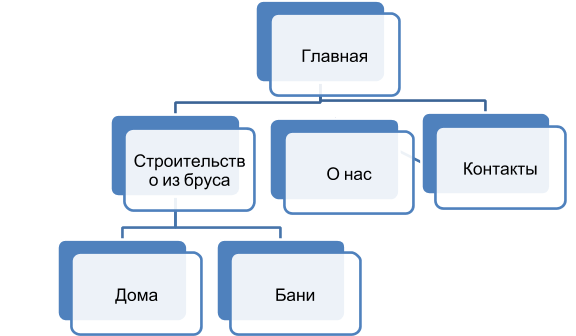 Главная
Строительств
о из бруса
О нас
Контакты
Дома
Бани